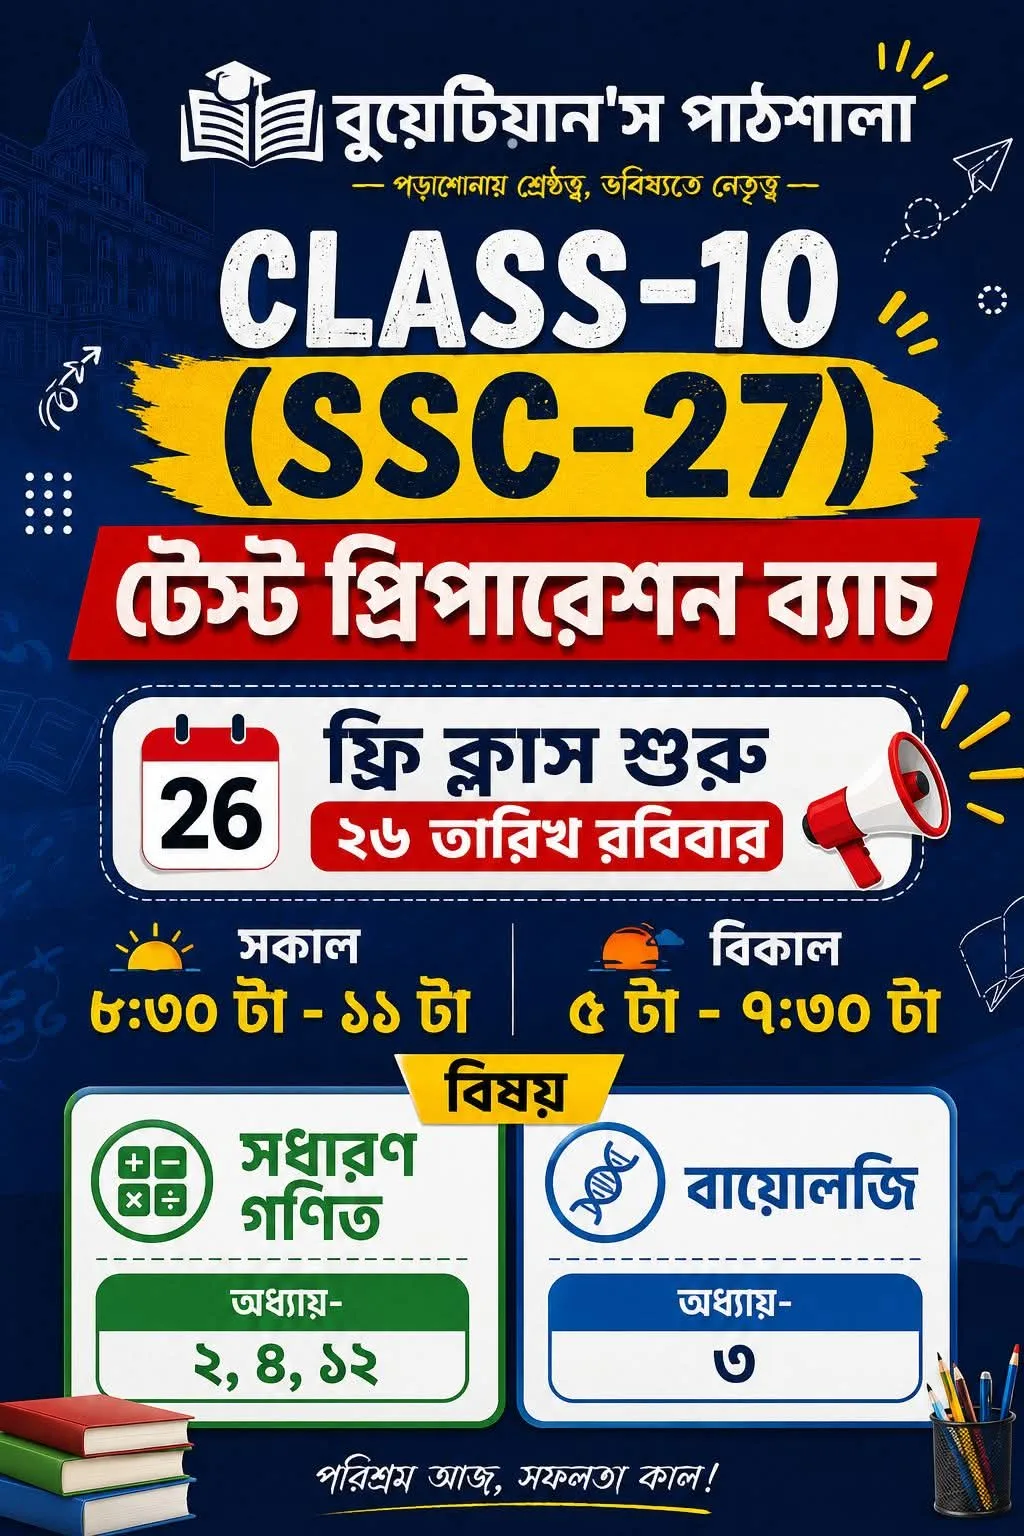 বুয়েটিয়ান'স পাঠশালা
— পড়াশোনায় শ্রেষ্ঠত্ব, ভবিষ্যতে নেতৃত্ব —
CLASS-10
(SSC-27)
টেস্ট প্রিপারেশন ব্যাচ
26
ফ্রি ক্লাস শুরু
২৬ তারিখ রবিবার
সকাল
৮:৩০ টা - ১১ টা
বিকাল
৫ টা - ৭:৩০ টা
বিষয়
সধারণ
গণিত
অধ্যায়-
২, ৪, ১২
বায়োলজি
অধ্যায়-
৩
পরিশ্রম আজ, সফলতা কাল!